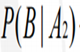 P(B | A₂)